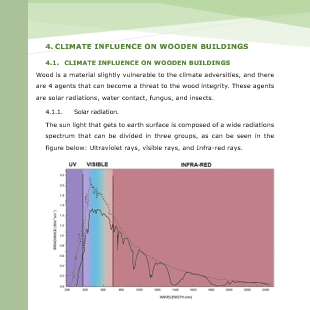 4. CLIMATE INFLUENCE ON WOODEN BUILDINGS
4.1. CLIMATE INFLUENCE ON WOODEN BUILDINGS
Wood is a material slightly vulnerable to the climate adversities, and there
are 4 agents that can become a threat to the wood integrity. These agents
are solar radiations, water contact, fungus, and insects.
4.1.1. Solar radiation.
The sun light that gets to earth surface is composed of a wide radiations
spectrum that can be divided in three groups, as can be seen in the
figure below: Ultraviolet rays, visible rays, and Infra-red rays.
UV VISIBLE INFRA-RED
WAVELENGTH (nm)